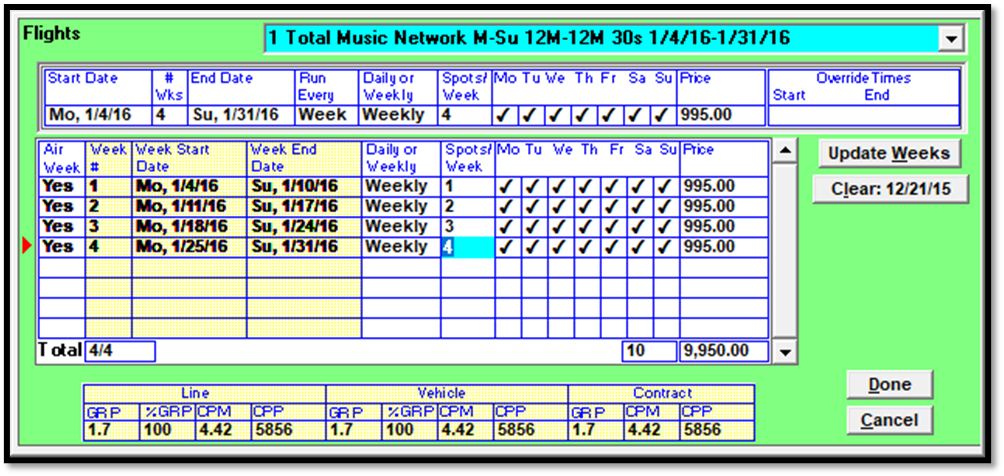 Flights
1 Total Music Network M-Su 12M-12M 30s 1/4/16-1/31/16
Start Date # Wks End Date Run Every Daily or Weekly Spots/ Week Mo Tu We Th Fr Sa Su Price Override Times Start End
Mo, 1/4/16 4 Su, 1/31/16 Week Weekly 4 ✓ ✓ ✓ ✓ ✓ ✓ ✓ 995.00
Air Week Week # Week Start Date Week End Date Daily or Weekly Spots/ Week Mo Tu We Th Fr Sa Su Price
Yes 1 Mo, 1/4/16 Su, 1/10/16 Weekly 1 ✓ ✓ ✓ ✓ ✓ ✓ ✓ 995.00
Yes 2 Mo, 1/11/16 Su, 1/17/16 Weekly 2 ✓ ✓ ✓ ✓ ✓ ✓ ✓ 995.00
Yes 3 Mo, 1/18/16 Su, 1/24/16 Weekly 3 ✓ ✓ ✓ ✓ ✓ ✓ ✓ 995.00
Yes 4 Mo, 1/25/16 Su, 1/31/16 Weekly 4 ✓ ✓ ✓ ✓ ✓ ✓ ✓ 995.00
Total 4/4 10 9,950.00
Update Weeks
Clear: 12/21/15
Line Vehicle Contract
GRP %GRP CPM CPP GRP %GRP CPM CPP GRP CPM CPP
1.7 100 4.42 5856 1.7 100 4.42 5856 1.7 4.42 5856
Done
Cancel